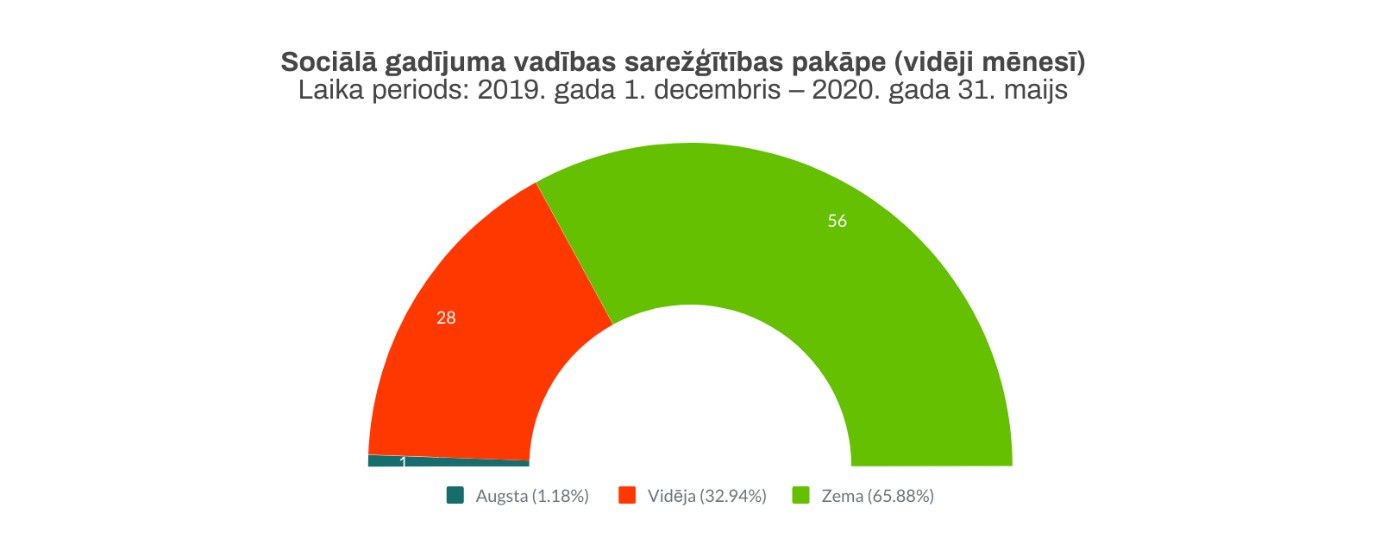 Sociālā gadījuma vadības sarežģītības pakāpe (vidēji mēnesī)
Laika periods: 2019. gada 1. decembris – 2020. gada 31. maijs
56
28
1
Augsta (1.18%) Vidēja (32.94%) Zema (65.88%)